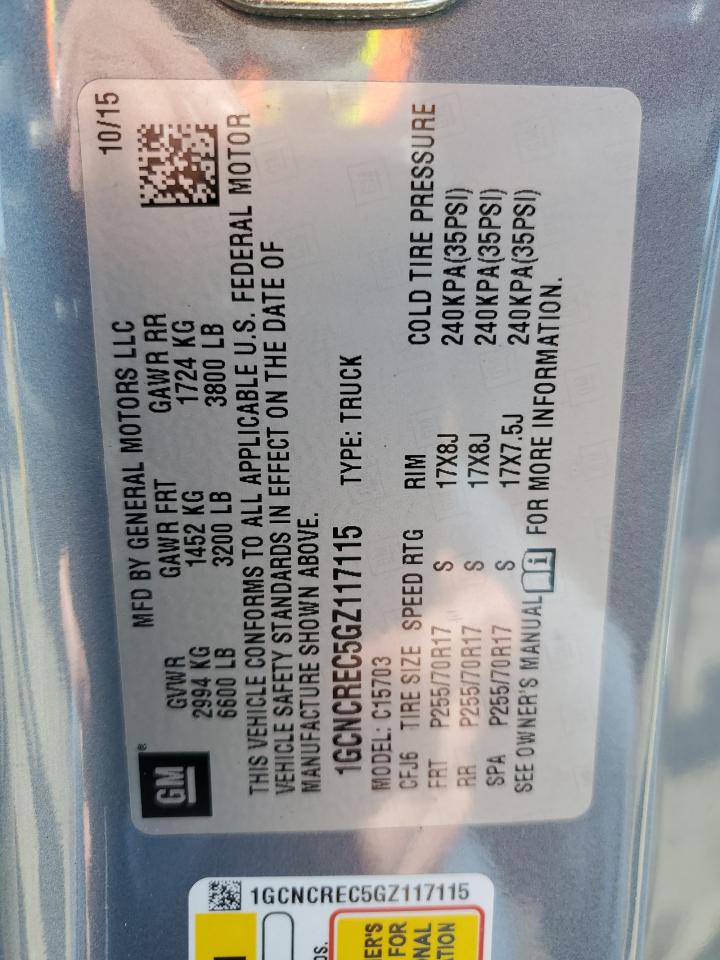 GM®
MFD BY GENERAL MOTORS LLC 10/15
GVWR GAWR FRT GAWR RR
2994 KG 1452 KG 1724 KG
6600 LB 3200 LB 3800 LB
THIS VEHICLE CONFORMS TO ALL APPLICABLE U.S. FEDERAL MOTOR
VEHICLE SAFETY STANDARDS IN EFFECT ON THE DATE OF
MANUFACTURE SHOWN ABOVE.
1GCNCREC5GZ117115 TYPE: TRUCK
MODEL: C15703
CFJ6 TIRE SIZE SPEED RTG RIM COLD TIRE PRESSURE
FRT P255/70R17 S 17X8J 240KPA(35PSI)
RR P255/70R17 S 17X8J 240KPA(35PSI)
SPA P255/70R17 S 17X7.5J 240KPA(35PSI)
SEE OWNER'S MANUAL i FOR MORE INFORMATION.
1GCNCREC5GZ117115
FOR